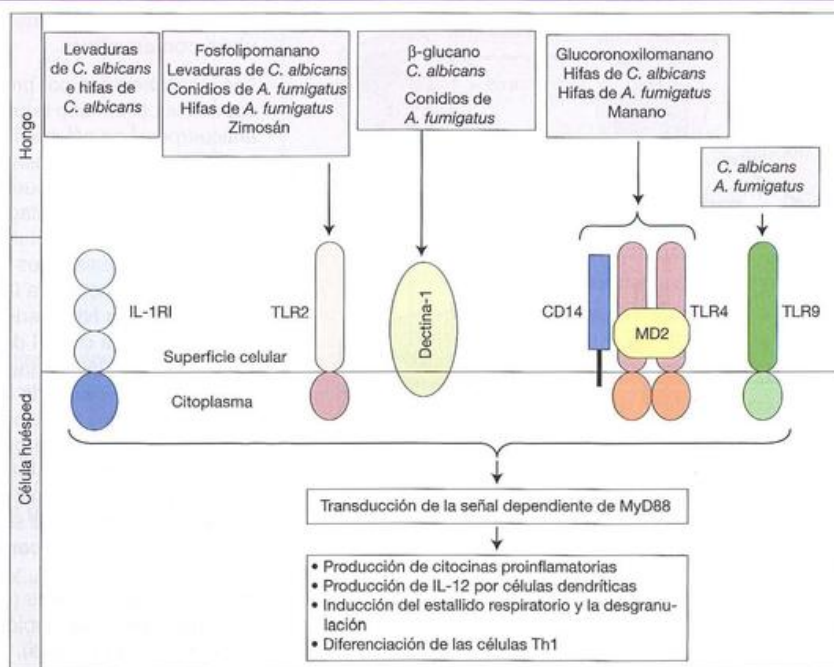 Hongo
Levaduras
de C. albicans
e hifas de
C. albicans
Fosfolipomanano
Levaduras de C. albicans
Conidios de A. fumigatus
Hifas de A. fumigatus
Zimosán
β-glucano
C. albicans
Conidios de
A. fumigatus
Glucoronoxilomanano
Hifas de C. albicans
Hifas de A. fumigatus
Manano
C. albicans
A. fumigatus
Célula huésped
IL-1RI
TLR2
Dectina-1
CD14
MD2
TLR4
TLR9
Superficie celular
Citoplasma
Transducción de la señal dependiente de MyD88
• Producción de citocinas proinflamatorias
• Producción de IL-12 por células dendríticas
• Inducción del estallido respiratorio y la desgranu-
lación
• Diferenciación de las células Th1